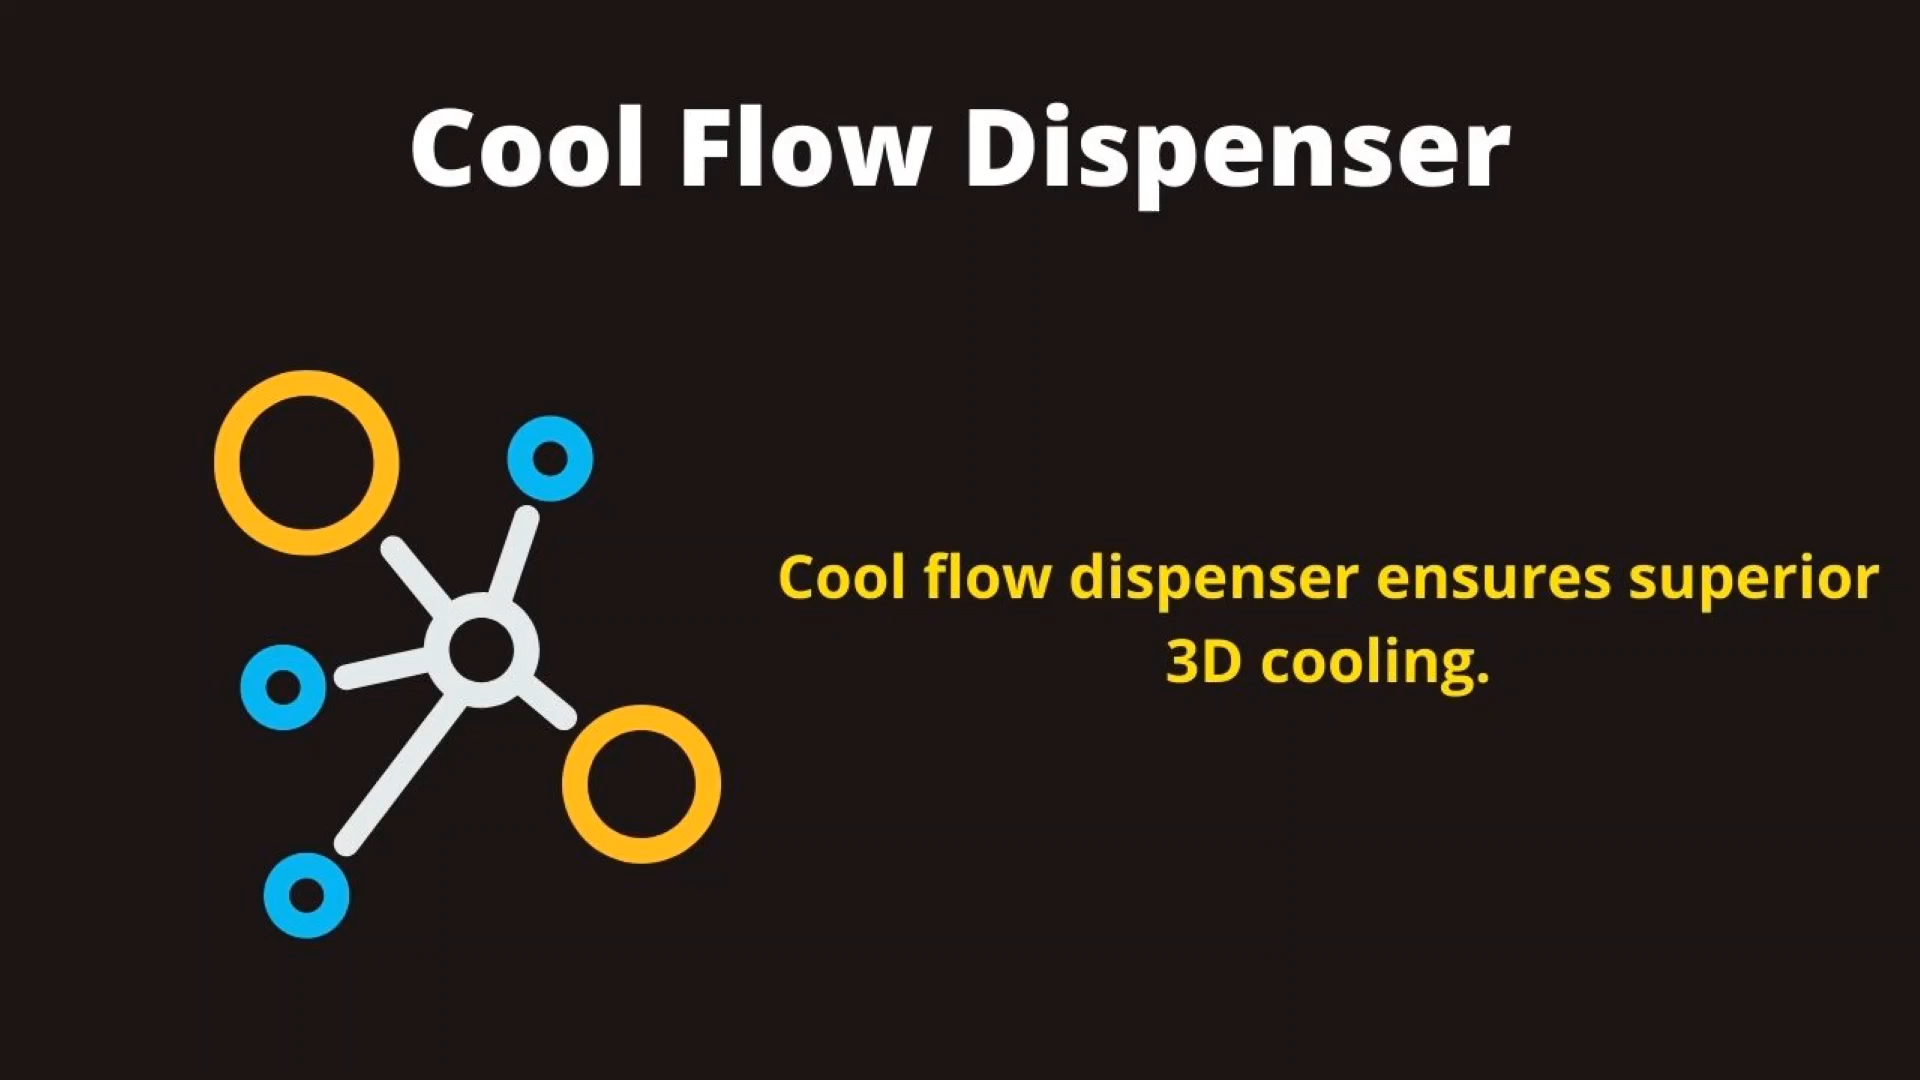 Cool Flow Dispenser
Cool flow dispenser ensures superior
3D cooling.